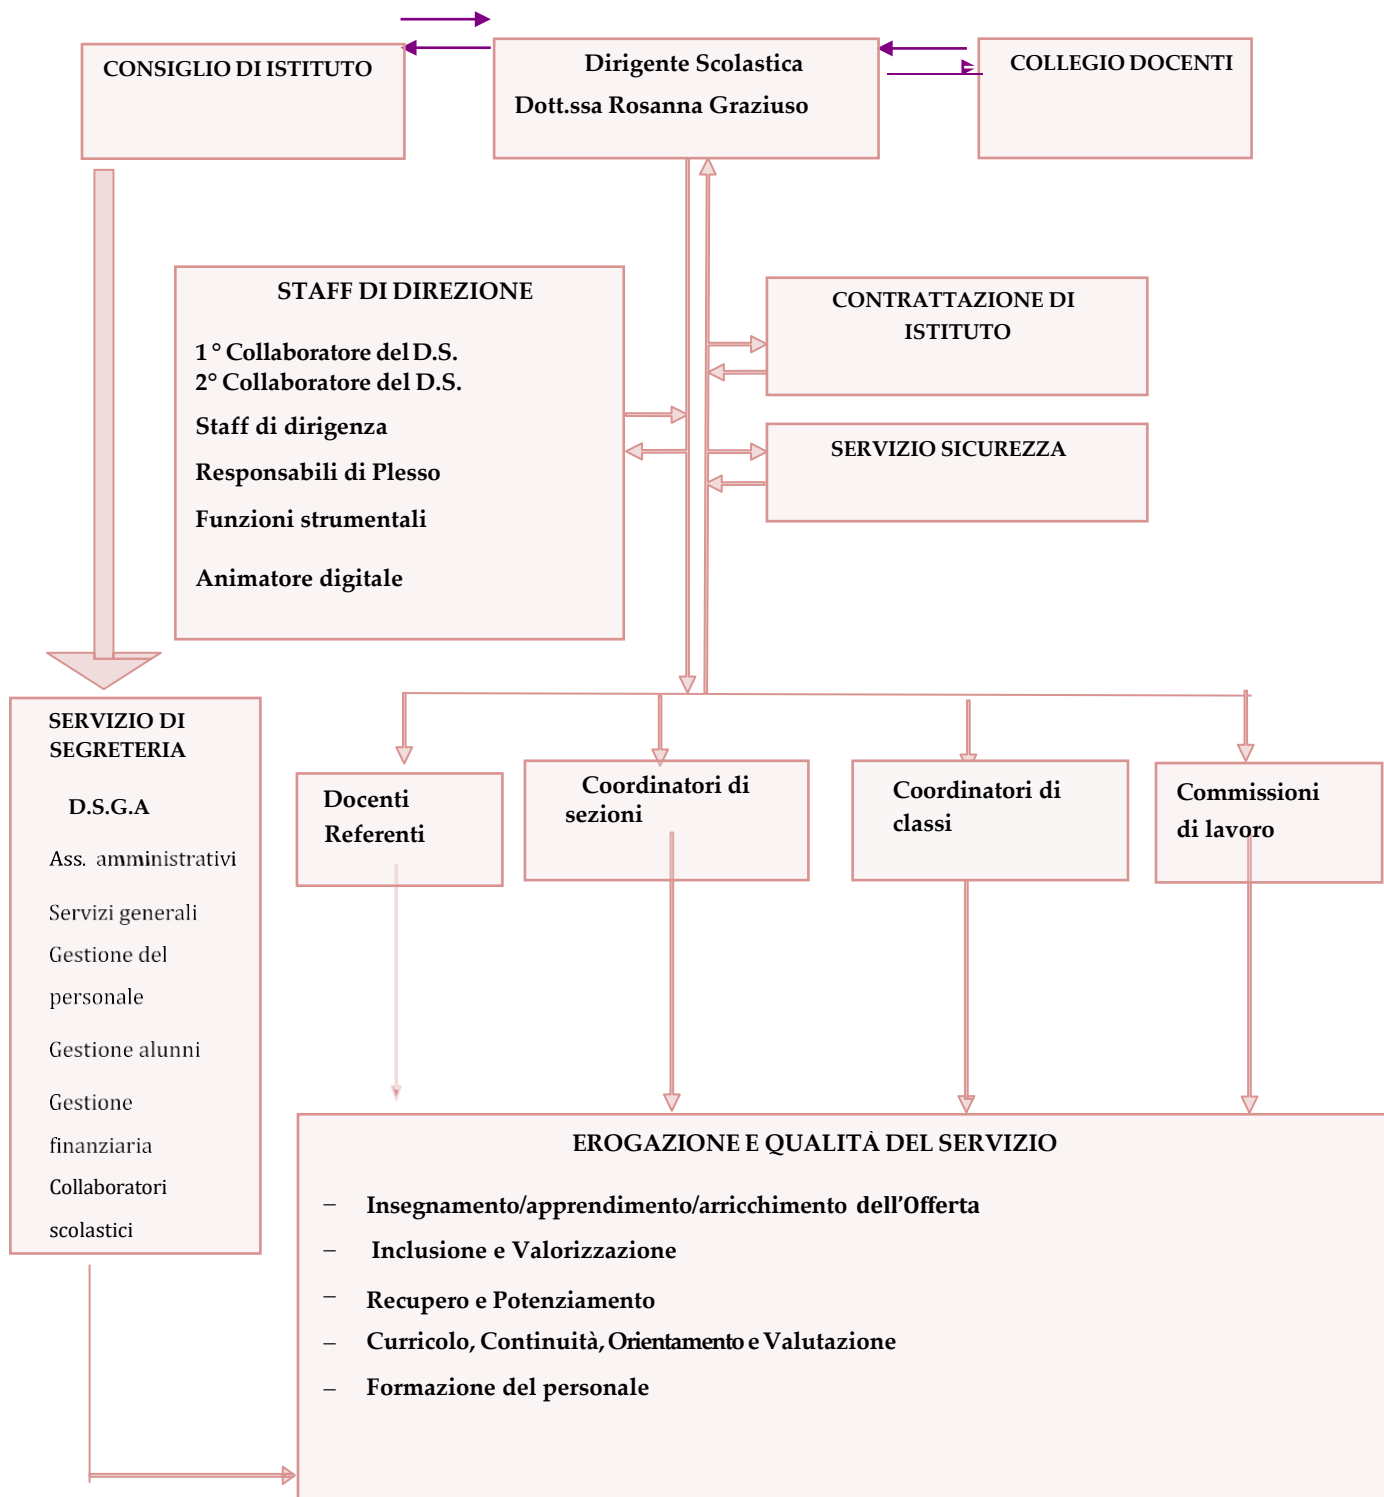 CONSIGLIO DI ISTITUTO
Dirigente Scolastica
Dott.ssa Rosanna Graziuso
COLLEGIO DOCENTI
STAFF DI DIREZIONE
1° Collaboratore del D.S.
2° Collaboratore del D.S.
Staff di dirigenza
Responsabili di Plesso
Funzioni strumentali
Animatore digitale
CONTRATTAZIONE DI
ISTITUTO
SERVIZIO SICUREZZA
SERVIZIO DI
SEGRETERIA
D.S.G.A
Ass. amministrativi
Servizi generali
Gestione del
personale
Gestione alunni
Gestione
finanziaria
Collaboratori
scolastici
Docenti
Referenti
Coordinatori di
sezioni
Coordinatori di
classi
Commissioni
di lavoro
EROGAZIONE E QUALITÀ DEL SERVIZIO
– Insegnamento/apprendimento/arricchimento dell'Offerta
– Inclusione e Valorizzazione
– Recupero e Potenziamento
– Curricolo, Continuità, Orientamento e Valutazione
– Formazione del personale